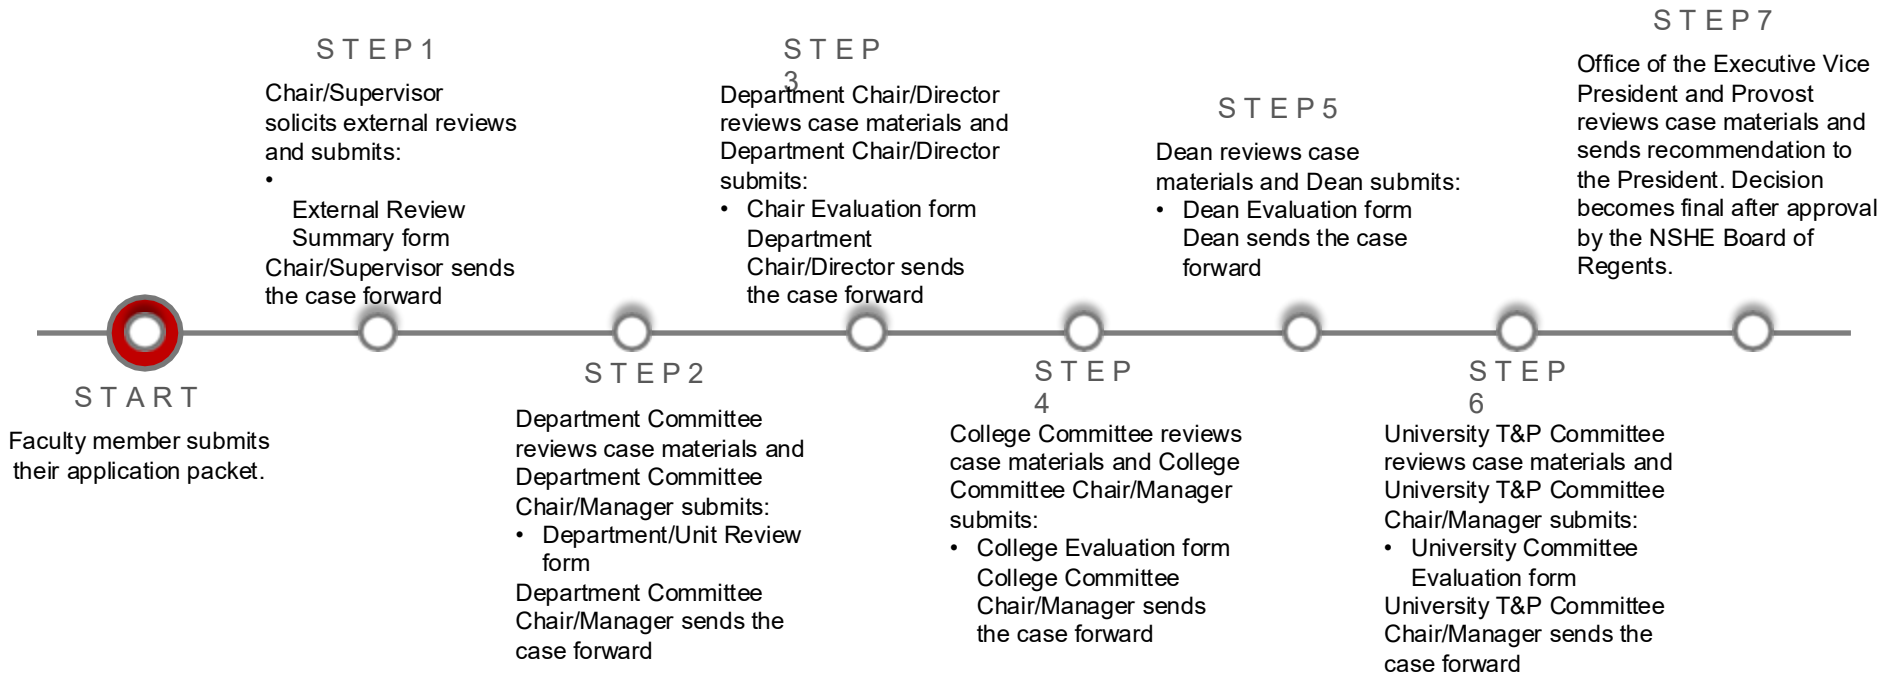 START
Faculty member submits
their application packet.
STEP1
Chair/Supervisor
solicits external reviews
and submits:
•
External Review
Summary form
Chair/Supervisor sends
the case forward
STEP2
Department Committee
reviews case materials and
Department Committee
Chair/Manager submits:
• Department/Unit Review
form
Department Committee
Chair/Manager sends the
case forward
STEP
3
Department Chair/Director
reviews case materials and
Department Chair/Director
submits:
• Chair Evaluation form
Department
Chair/Director sends
the case forward
STEP
4
College Committee reviews
case materials and College
Committee Chair/Manager
submits:
• College Evaluation form
College Committee
Chair/Manager sends
the case forward
STEP5
Dean reviews case
materials and Dean submits:
• Dean Evaluation form
Dean sends the case
forward
STEP
6
University T&P Committee
reviews case materials and
University T&P Committee
Chair/Manager submits:
• University Committee
Evaluation form
University T&P Committee
Chair/Manager sends the
case forward
STEP7
Office of the Executive Vice
President and Provost
reviews case materials and
sends recommendation to
the President. Decision
becomes final after approval
by the NSHE Board of
Regents.